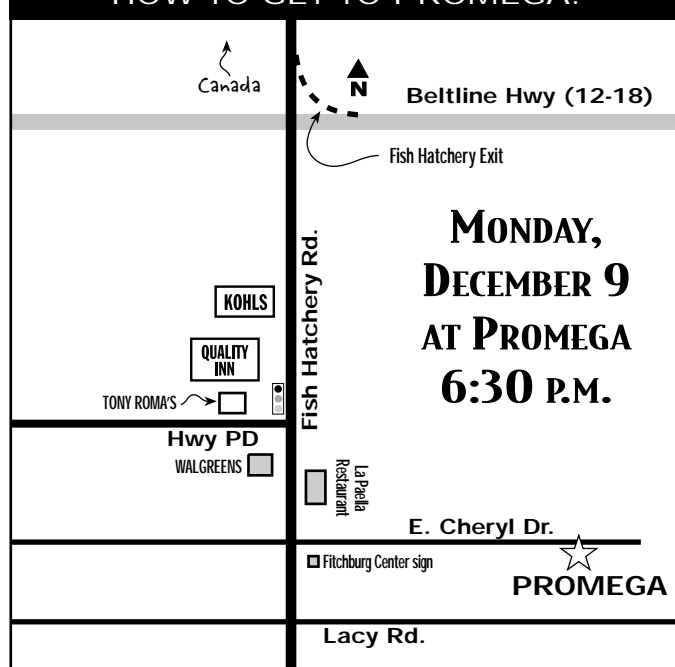 HOW TO GET TO PROMEGA:
Canada
N
Beltline Hwy (12-18)
Fish Hatchery Exit
Fish Hatchery Rd.
MONDAY,
DECEMBER 9
AT PROMEGA
6:30 P.M.
KOHLS
QUALITY
INN
TONY ROMA'S
Hwy PD
WALGREENS
La Paella
Restaurant
E. Cheryl Dr.
Fitchburg Center sign
PROMEGA
Lacy Rd.